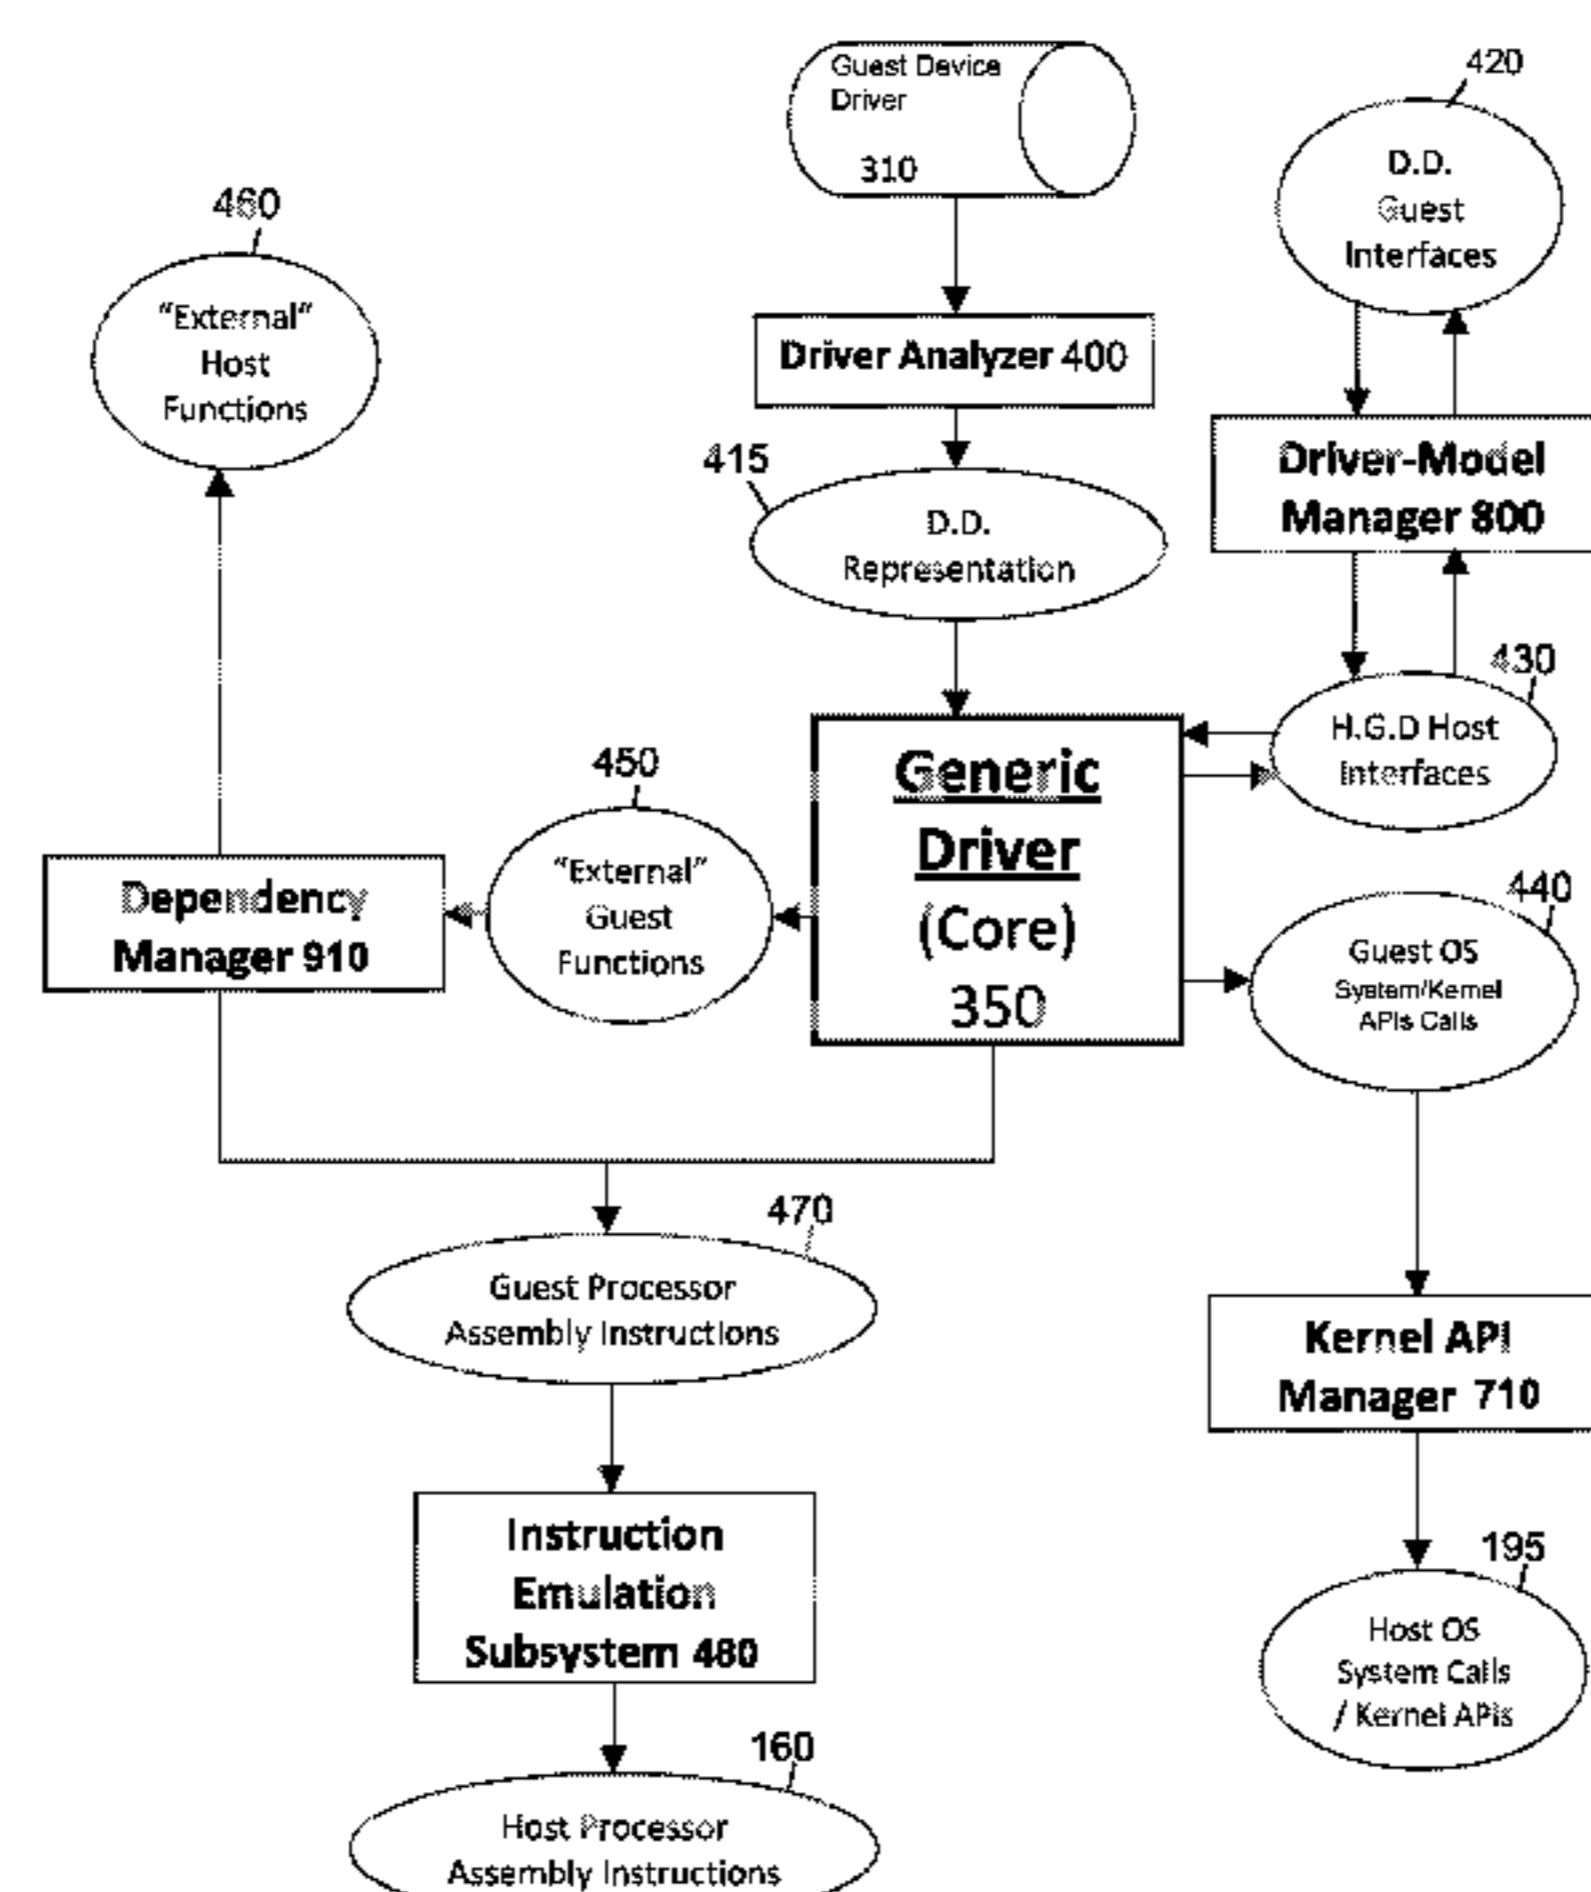 Guest Device
Driver
310
420
D.D.
Guest
Interfaces
460
"External"
Host
Functions
Driver Analyzer 400
415
D.D.
Representation
Driver-Model
Manager 800
430
H.G.D Host
Interfaces
450
"External"
Guest
Functions
Generic
Driver
(Core)
350
Dependency
Manager 910
440
Guest OS
System/Kernel
APIs Calls
470
Guest Processor
Assembly Instructions
Kernel API
Manager 710
Instruction
Emulation
Subsystem 480
195
Host OS
System Calls
/ Kernel APIs
160
Host Processor
Assembly Instructions